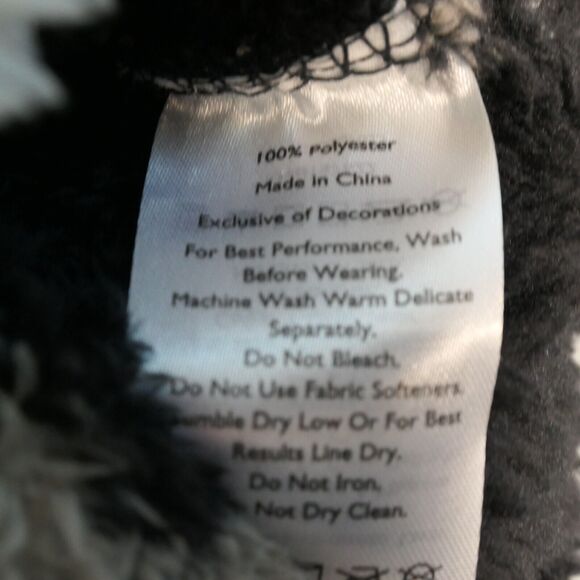 100% Polyester
Made in China
Exclusive of Decorations
For Best Performance, Wash
Before Wearing.
Machine Wash Warm Delicate
Separately.
Do Not Bleach.
Do Not Use Fabric Softeners.
Tumble Dry Low Or For Best
Results Line Dry.
Do Not Iron,
Not Dry Clean.